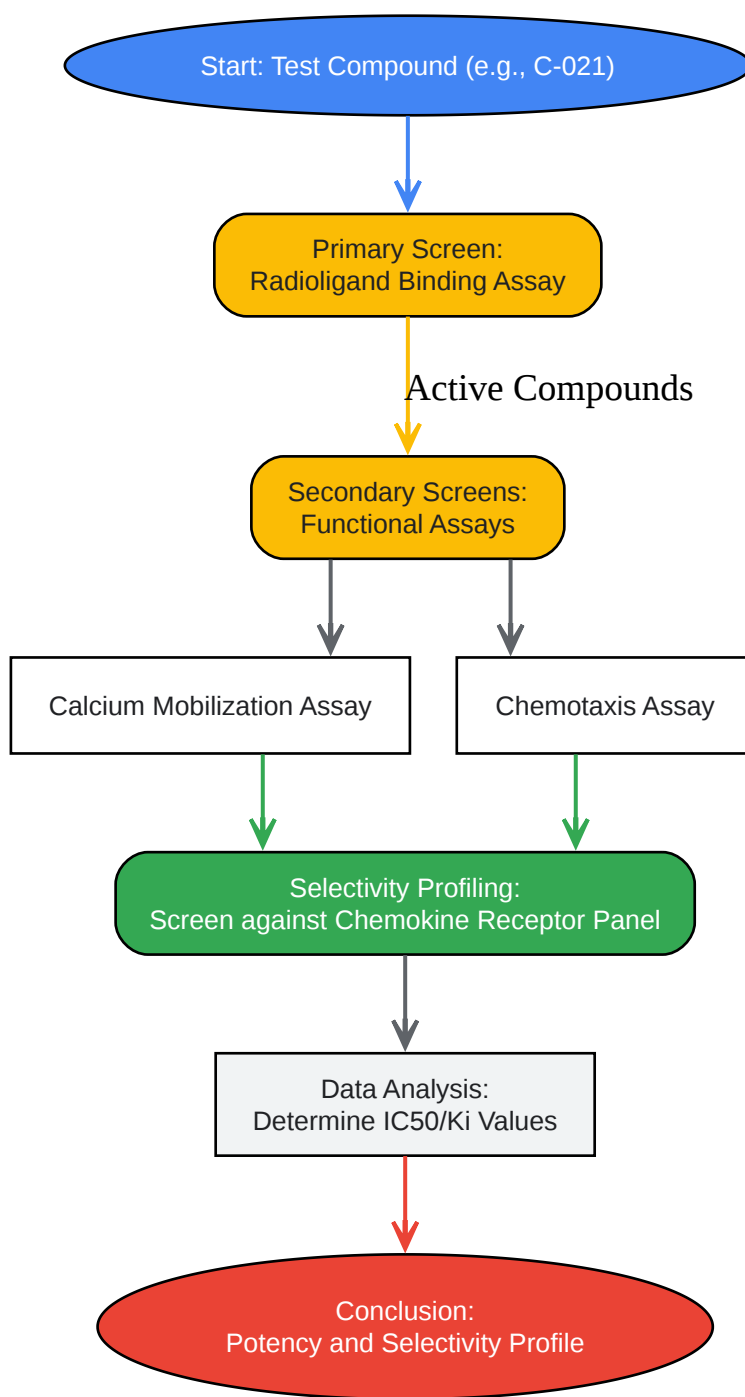 Start: Test Compound (e.g., C-021)
Primary Screen:
Radioligand Binding Assay
Active Compounds
Secondary Screens:
Functional Assays
Calcium Mobilization Assay
Chemotaxis Assay
Selectivity Profiling:
Screen against Chemokine Receptor Panel
Data Analysis:
Determine IC50/Ki Values
Conclusion:
Potency and Selectivity Profile